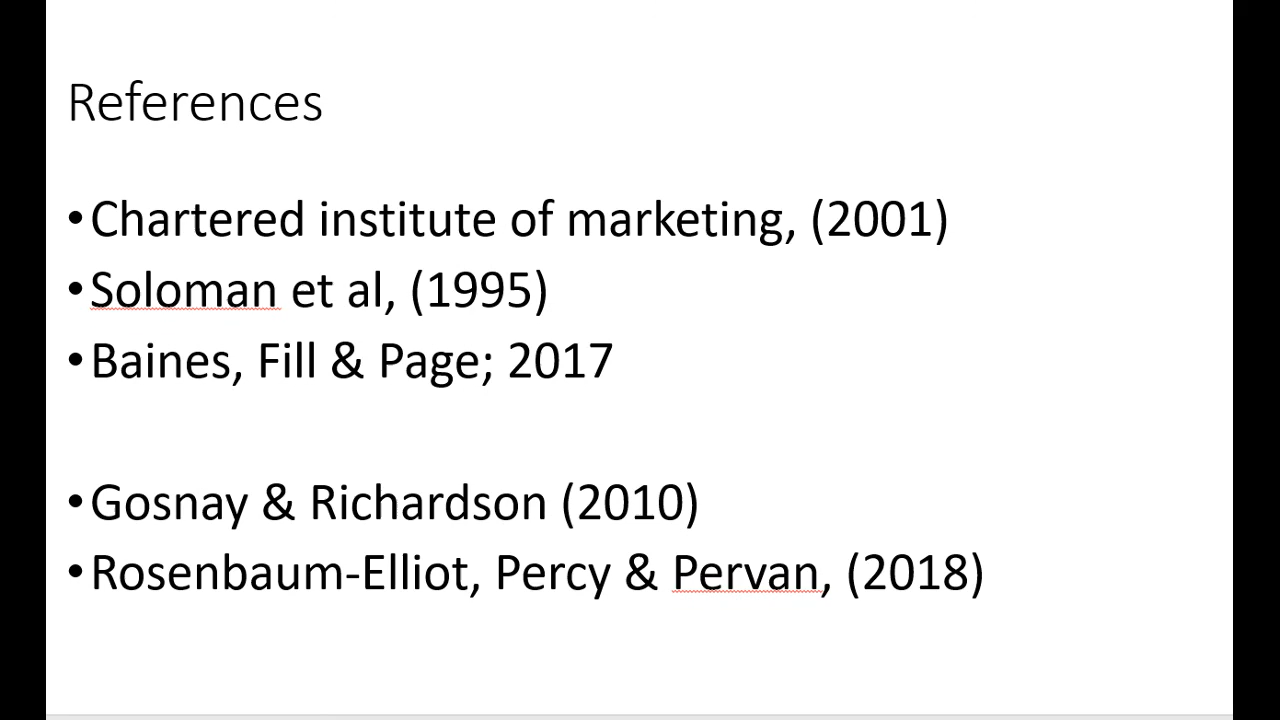 References
•Chartered institute of marketing, (2001)
•Soloman et al, (1995)
•Baines, Fill & Page; 2017
•Gosnay & Richardson (2010)
•Rosenbaum-Elliot, Percy & Pervan, (2018)